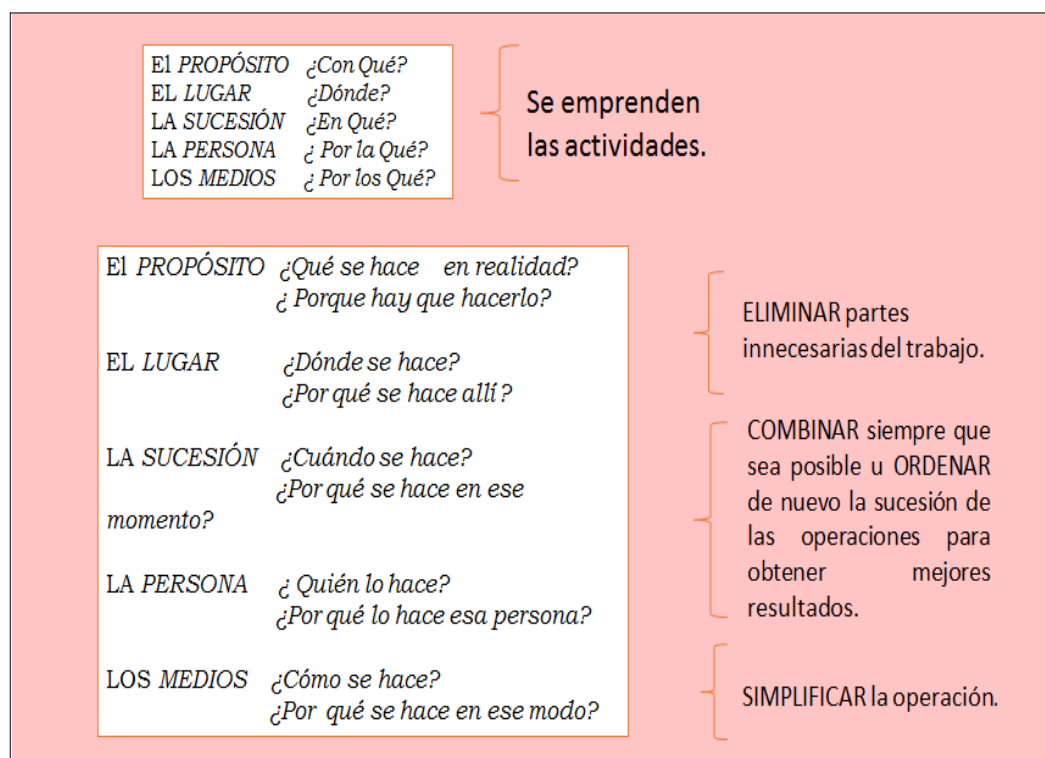 El PROPÓSITO ¿Con Qué?
EL LUGAR ¿Dónde?
LA SUCESIÓN ¿En Qué?
LA PERSONA ¿ Por la Qué?
LOS MEDIOS ¿ Por los Qué?
Se emprenden
las actividades.
El PROPÓSITO ¿Qué se hace en realidad?
¿ Porque hay que hacerlo?
EL LUGAR ¿Dónde se hace?
¿Por qué se hace allí ?
LA SUCESIÓN ¿Cuándo se hace?
¿Por qué se hace en ese
momento?
LA PERSONA ¿ Quién lo hace?
¿Por qué lo hace esa persona?
LOS MEDIOS ¿Cómo se hace?
¿Por qué se hace en ese modo?
ELIMINAR partes
innecesarias del trabajo.
COMBINAR siempre que
sea posible u ORDENAR
de nuevo la sucesión de
las operaciones para
obtener mejores
resultados.
SIMPLIFICAR la operación.